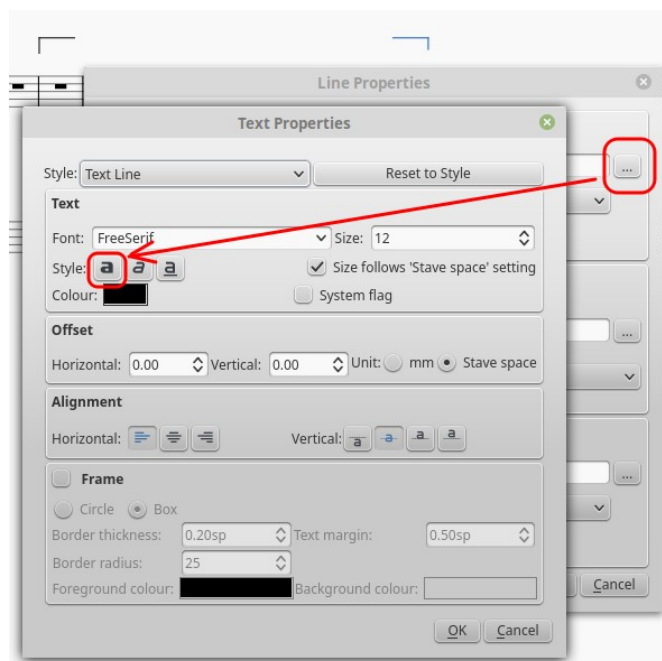 Line Properties
Text Properties
...
Style: Text Line Reset to Style
Text
Font: FreeSerif Size: 12
Style: a a a Size follows 'Stave space' setting
Colour: System flag
Offset
...
Horizontal: 0.00 Vertical: 0.00 Unit: mm Stave space
Alignment
Horizontal: Vertical: a a a a
Frame
...
Circle Box
Border thickness: 0.20sp Text margin: 0.50sp
Border radius: 25
Foreground colour: Background colour:
Cancel
OK Cancel